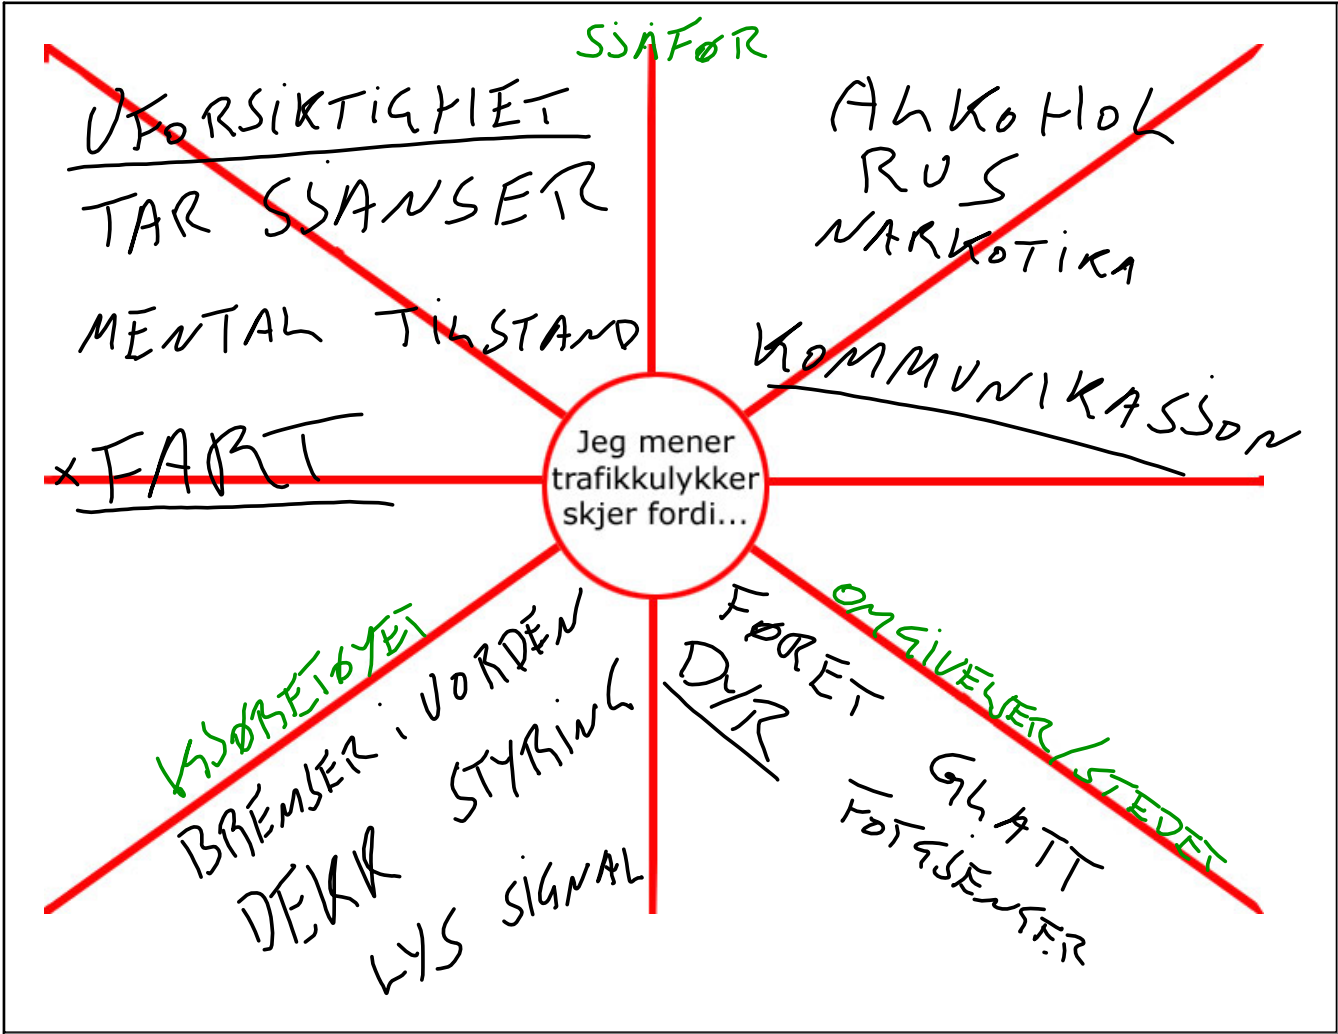 SJÅFØR
UFORSIKTIGHET
TAR SJANSER
MENTAL TILSTAND
x FART
ALKOHOL
RUS
NARKOTIKA
KOMMUNIKASJON
Jeg mener
trafikkulykker
skjer fordi...
KJØRETØYET
BREMSER i UORDEN
DEKK STYRING
LYS SIGNAL
OMGIVELSER/STEDET
FØRET
DYR
GLATT
FOTGJENGER